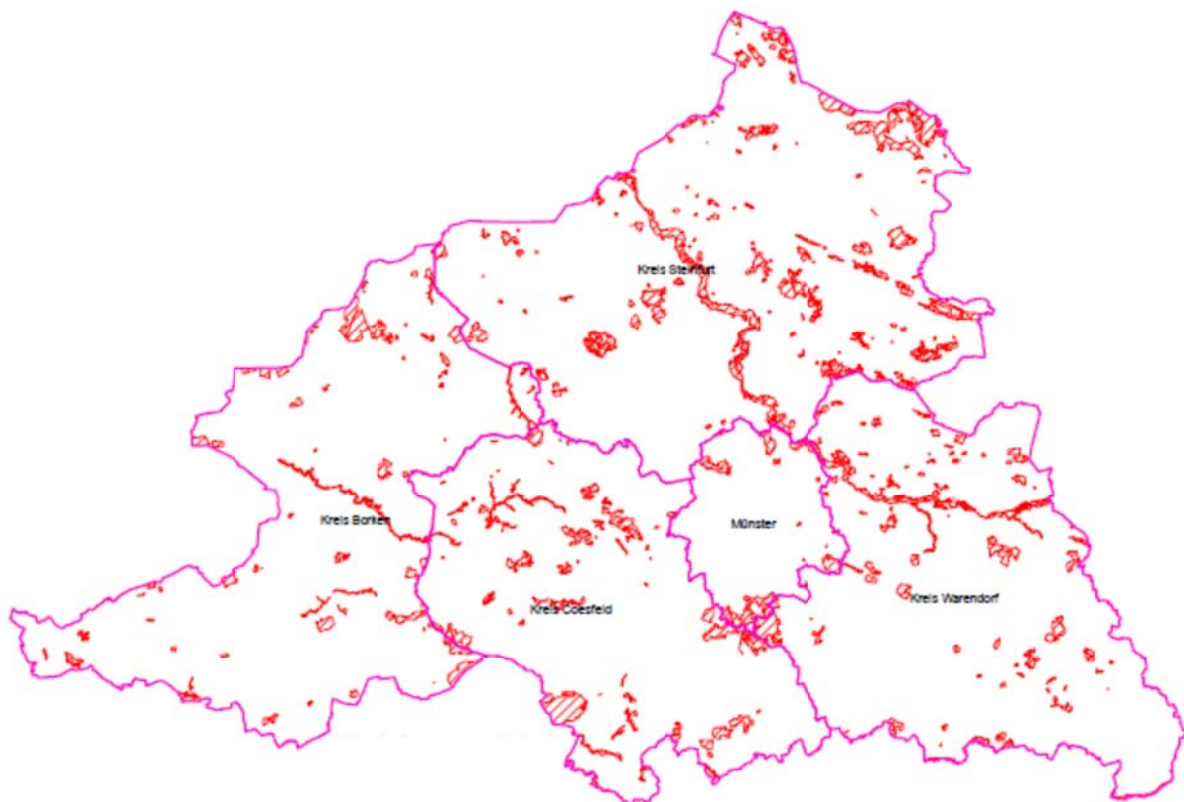 Kreis Steinfurt
Kreis Borken
Münster
Kreis Coesfeld
Kreis Warendorf